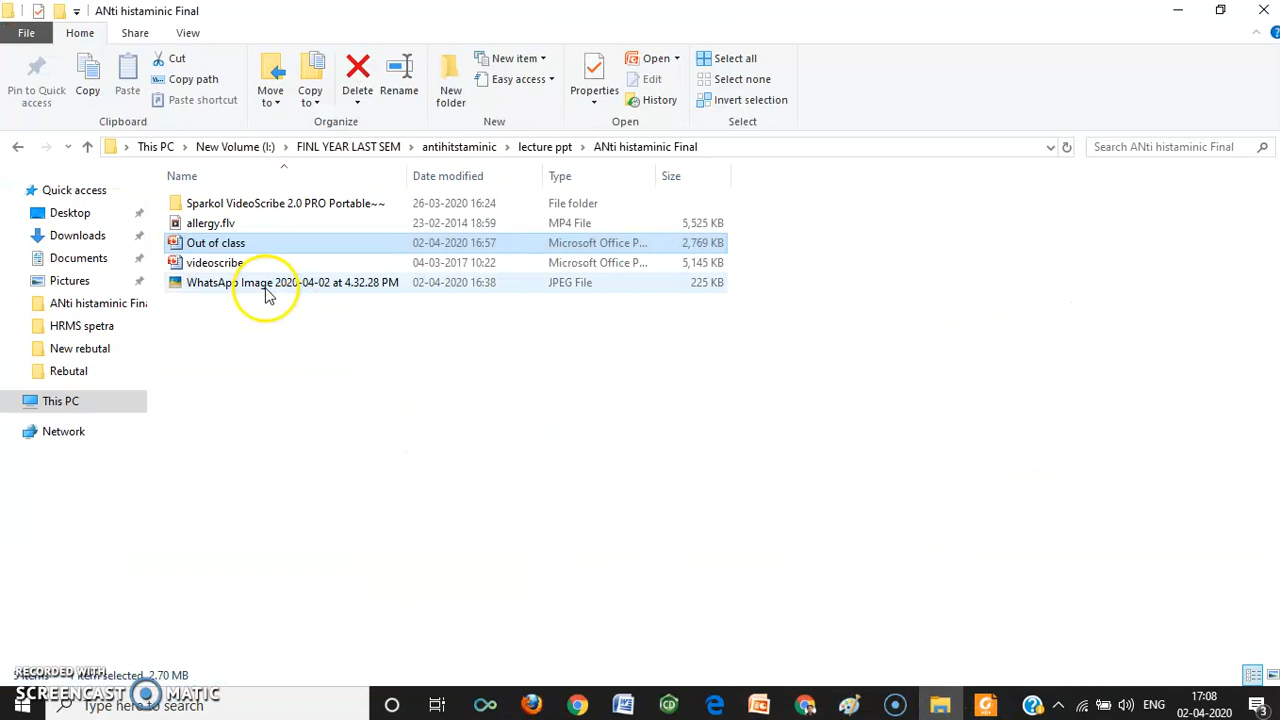 ANti histaminic Final
File Home Share View
Pin to Quick access
Copy
Paste
Cut
Copy path
Paste shortcut
Clipboard
Move to
Copy to
Delete
Rename
Organize
New folder
New item
Easy access
New
Properties
Open
Edit
History
Open
Select all
Select none
Invert selection
Select
This PC New Volume (I:) FINL YEAR LAST SEM antihitstaminic lecture ppt ANti histaminic Final
Search ANti histaminic Final
Name Date modified Type Size
Sparkol VideoScribe 2.0 PRO Portable~~ 26-03-2020 16:24 File folder
allergy.flv 23-02-2014 18:59 MP4 File 5,525 KB
Out of class 02-04-2020 16:57 Microsoft Office P... 2,769 KB
videoscribe 04-03-2017 10:22 Microsoft Office P... 5,145 KB
WhatsApp Image 2020-04-02 at 4.32.28 PM 02-04-2020 16:38 JPEG File 225 KB
Quick access
Desktop
Downloads
Documents
Pictures
ANti histaminic Fina
HRMS spetra
New rebutal
Rebutal
This PC
Network
selected 2.70 MB
RECORDED WITH
SCREENCAST MATIC
Type here to search
ENG
17:08
02-04-2020
3